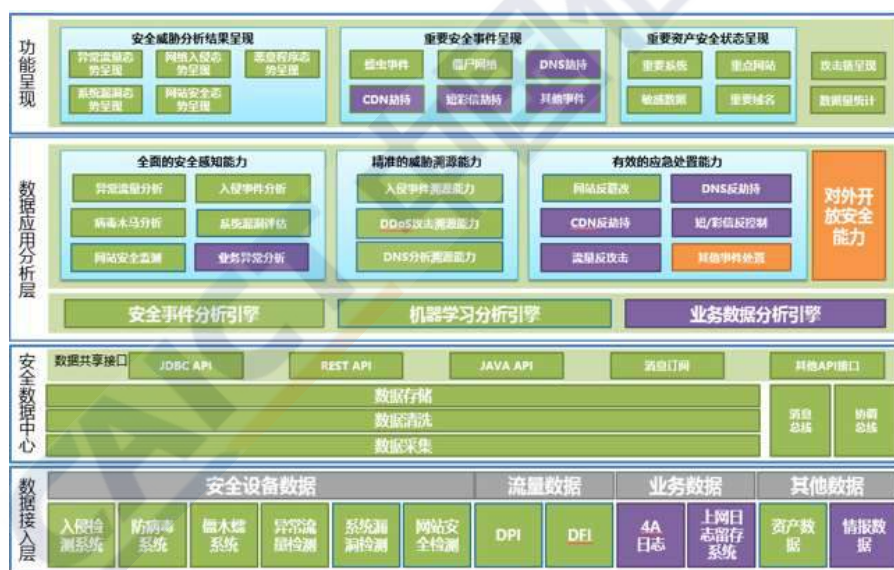 功能呈现
安全威胁分析结果呈现
异常流量态势呈现
网络入侵态势呈现
恶意程序态势呈现
系统漏洞态势呈现
网站安全态势呈现
重要安全事件呈现
蠕虫事件
僵尸网络
DNS劫持
CDN劫持
短彩信劫持
其他事件
重要资产安全状态呈现
重要系统
重点网站
敏感数据
重要域名
攻击链呈现
数据量统计
数据应用分析层
全面的安全感知能力
异常流量分析
入侵事件分析
病毒木马分析
系统漏洞评估
网站安全监测
业务异常分析
精准的威胁溯源能力
入侵事件溯源能力
DDoS攻击溯源能力
DNS分析溯源能力
有效的应急处置能力
网站反篡改
DNS反劫持
CDN反劫持
短/彩信反控制
流量反攻击
其他事件处置
对外开放安全能力
安全事件分析引擎
机器学习分析引擎
业务数据分析引擎
安全数据中心
数据共享接口
JDBC API
REST API
JAVA API
消息订阅
其他API接口
数据存储
数据清洗
数据采集
消息总线
协调总线
数据接入层
安全设备数据
流量数据
业务数据
其他数据
入侵检测系统
防病毒系统
僵木蠕系统
异常流量检测
系统漏洞检测
网站安全检测
DPI
DFI
4A日志
上网日志留存系统
资产数据
情报数据
CAICT